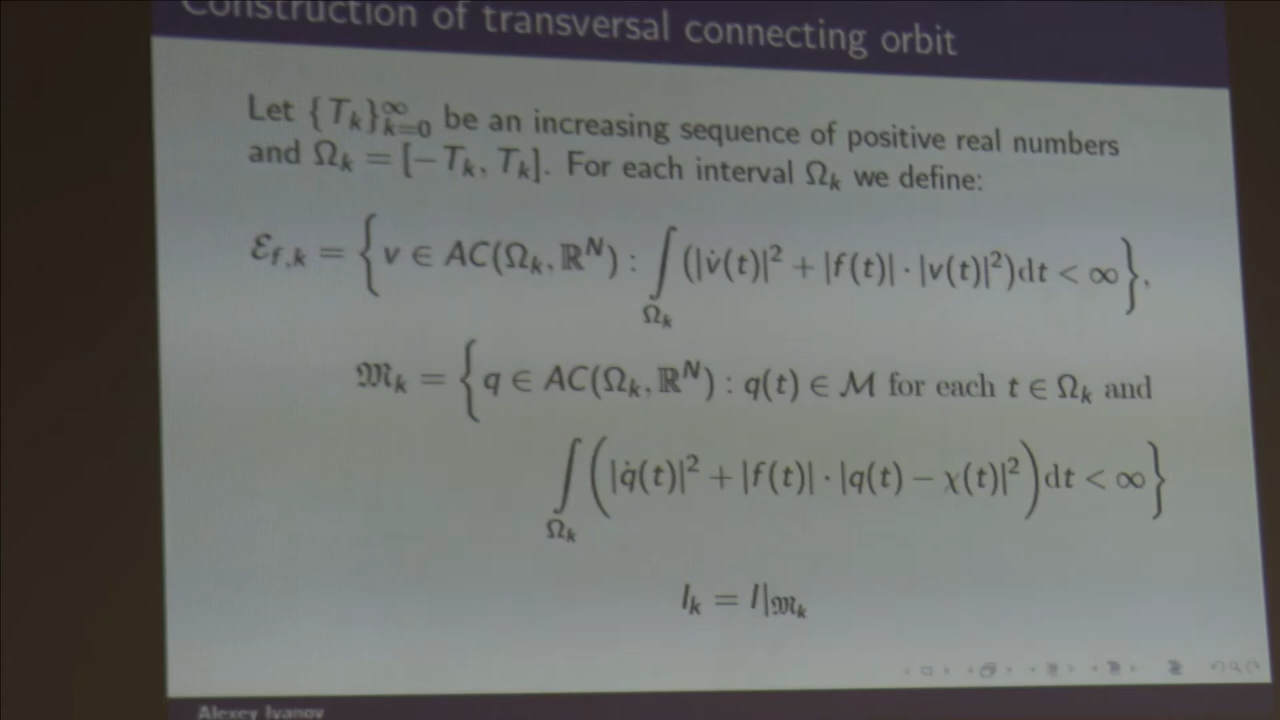 Construction of transversal connecting orbit
Let {T_k}_{k=0}^∞ be an increasing sequence of positive real numbers
and Ω_k = [−T_k, T_k]. For each interval Ω_k we define:
ℰ_{f,k} = { v ∈ AC(Ω_k, ℝ^N) : ∫_{Ω_k} (|v̇(t)|² + |f(t)| · |v(t)|²)dt < ∞ },
𝔐_k = { q ∈ AC(Ω_k, ℝ^N) : q(t) ∈ ℳ for each t ∈ Ω_k and
∫_{Ω_k} ( |q̇(t)|² + |f(t)| · |q(t) − χ(t)|² ) dt < ∞ }
I_k = I|_{𝔐_k}
Alexey Ivanov